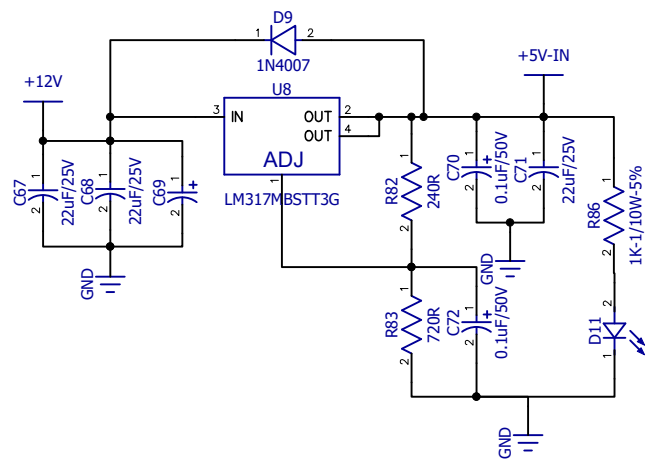 D9
1 2
1N4007
+12V
+5V-IN
U8
3 IN OUT 2
OUT 4
ADJ
1
LM317MBSTT3G
C67
1
2
22uF/25V
C68
1
2
22uF/25V
C69
1
+
2
GND
R82
1
2
240R
C70
1
+
2
0.1uF/50V
C71
1
2
22uF/25V
GND
R86
1
2
1K-1/10W-5%
R83
1
2
720R
C72
1
+
2
0.1uF/50V
D11
2
1
GND